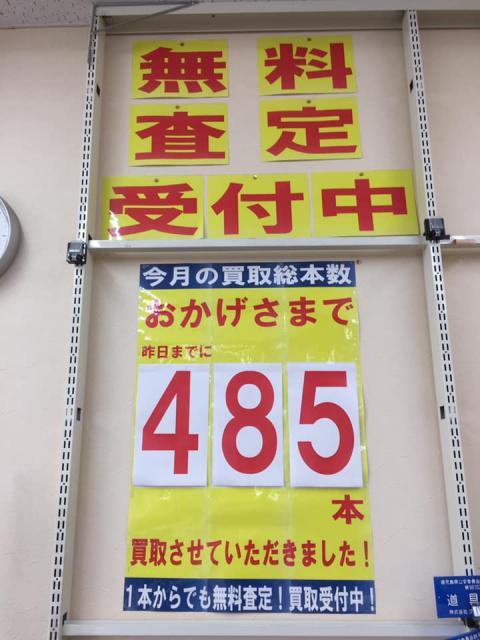 無料
査定
受付中
今月の買取総本数
おかげさまで
昨日までに
485
本
買取させていただきました!
1本からでも無料査定!買取受付中!
道具